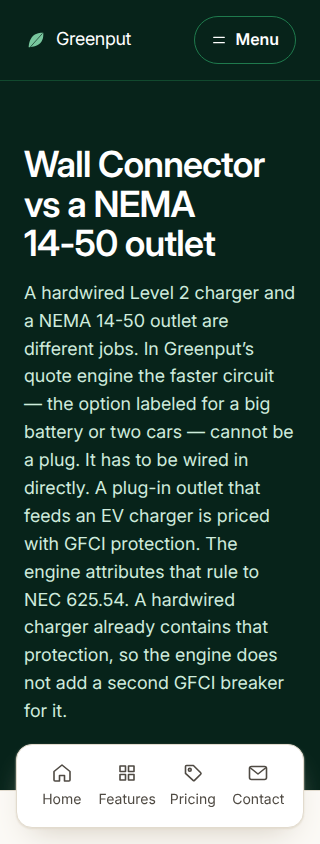 Greenput
Menu
Wall Connector
vs a NEMA
14-50 outlet
A hardwired Level 2 charger and
a NEMA 14-50 outlet are
different jobs. In Greenput’s
quote engine the faster circuit
— the option labeled for a big
battery or two cars — cannot be
a plug. It has to be wired in
directly. A plug-in outlet that
feeds an EV charger is priced
with GFCI protection. The
engine attributes that rule to
NEC 625.54. A hardwired
charger already contains that
protection, so the engine does
not add a second GFCI breaker
for it.
Home Features Pricing Contact